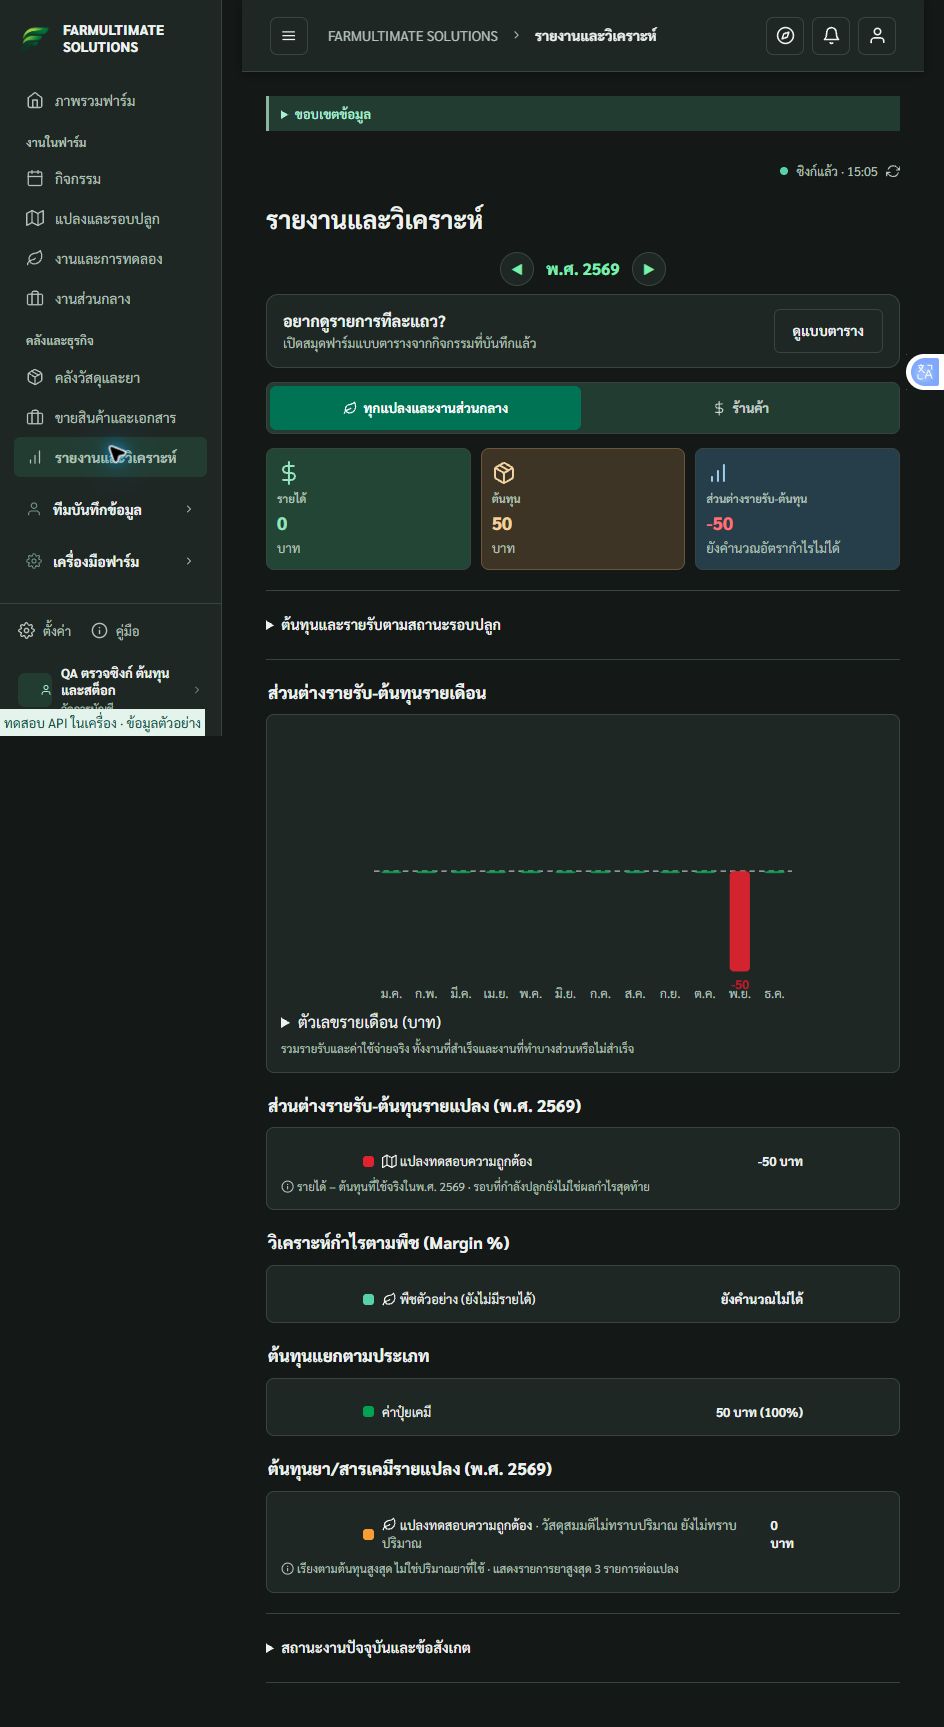 FARMULTIMATE
SOLUTIONS
ภาพรวมฟาร์ม
งานในฟาร์ม
กิจกรรม
แปลงและรอบปลูก
งานและการทดลอง
งานส่วนกลาง
คลังและธุรกิจ
คลังวัสดุและยา
ขายสินค้าและเอกสาร
รายงานและวิเคราะห์
ทีมบันทึกข้อมูล
เครื่องมือฟาร์ม
ตั้งค่า คู่มือ
QA ตรวจซิงก์ ต้นทุน
และสต็อก
จัดการบัญชี
ทดสอบ API ในเครื่อง · ข้อมูลตัวอย่าง
FARMULTIMATE SOLUTIONS › รายงานและวิเคราะห์
ขอบเขตข้อมูล
ซิงก์แล้ว · 15:05
รายงานและวิเคราะห์
พ.ศ. 2569
อยากดูรายการทีละแถว?
เปิดสมุดฟาร์มแบบตารางจากกิจกรรมที่บันทึกแล้ว
ดูแบบตาราง
ทุกแปลงและงานส่วนกลาง
ร้านค้า
รายได้
0
บาท
ต้นทุน
50
บาท
ส่วนต่างรายรับ-ต้นทุน
-50
ยังคำนวณอัตรากำไรไม่ได้
ต้นทุนและรายรับตามสถานะรอบปลูก
ส่วนต่างรายรับ-ต้นทุนรายเดือน
-50
ม.ค. ก.พ. มี.ค. เม.ย. พ.ค. มิ.ย. ก.ค. ส.ค. ก.ย. ต.ค. พ.ย. ธ.ค.
ตัวเลขรายเดือน (บาท)
รวมรายรับและค่าใช้จ่ายจริง ทั้งงานที่สำเร็จและงานที่ทำบางส่วนหรือไม่สำเร็จ
ส่วนต่างรายรับ-ต้นทุนรายแปลง (พ.ศ. 2569)
แปลงทดสอบความถูกต้อง -50 บาท
รายได้ − ต้นทุนที่ใช้จริงในพ.ศ. 2569 · รอบที่กำลังปลูกยังไม่ใช่ผลกำไรสุดท้าย
วิเคราะห์กำไรตามพืช (Margin %)
พืชตัวอย่าง (ยังไม่มีรายได้) ยังคำนวณไม่ได้
ต้นทุนแยกตามประเภท
ค่าปุ๋ยเคมี 50 บาท (100%)
ต้นทุนยา/สารเคมีรายแปลง (พ.ศ. 2569)
แปลงทดสอบความถูกต้อง · วัสดุสมมติไม่ทราบปริมาณ ยังไม่ทราบ
ปริมาณ
0
บาท
เรียงตามต้นทุนสูงสุด ไม่ใช่ปริมาณยาที่ใช้ · แสดงรายการยาสูงสุด 3 รายการต่อแปลง
สถานะงานปัจจุบันและข้อสังเกต